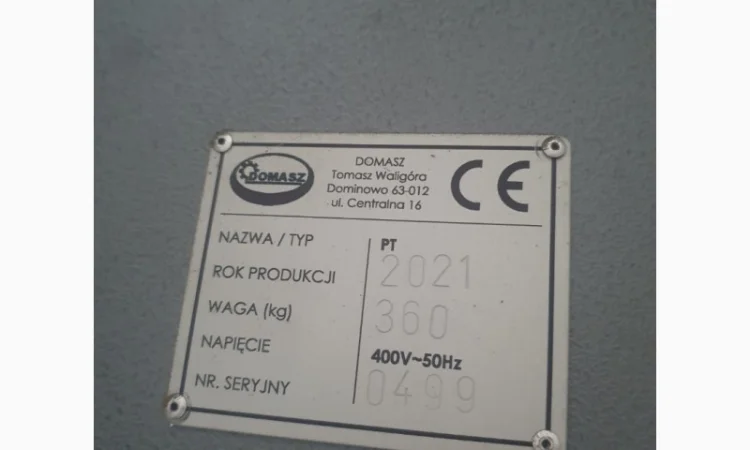 DOMASZ
DOMASZ
Tomasz Waligóra
Dominowo 63-012
ul. Centralna 16
CE
NAZWA / TYP PT
ROK PRODUKCJI 2021
WAGA (kg) 360
NAPIĘCIE 400V~50Hz
NR. SERYJNY 0499